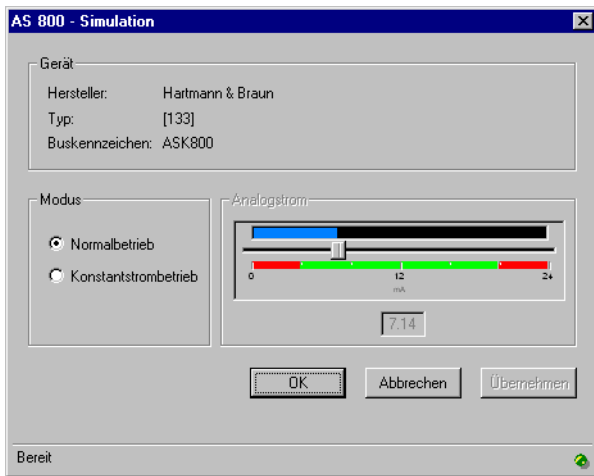 AS 800 - Simulation
Gerät
Hersteller: Hartmann & Braun
Typ: [133]
Buskennzeichen: ASK800
Modus
Normalbetrieb
Konstantstrombetrieb
Analogstrom
0 12 24
mA
7.14
OK Abbrechen Übernehmen
Bereit